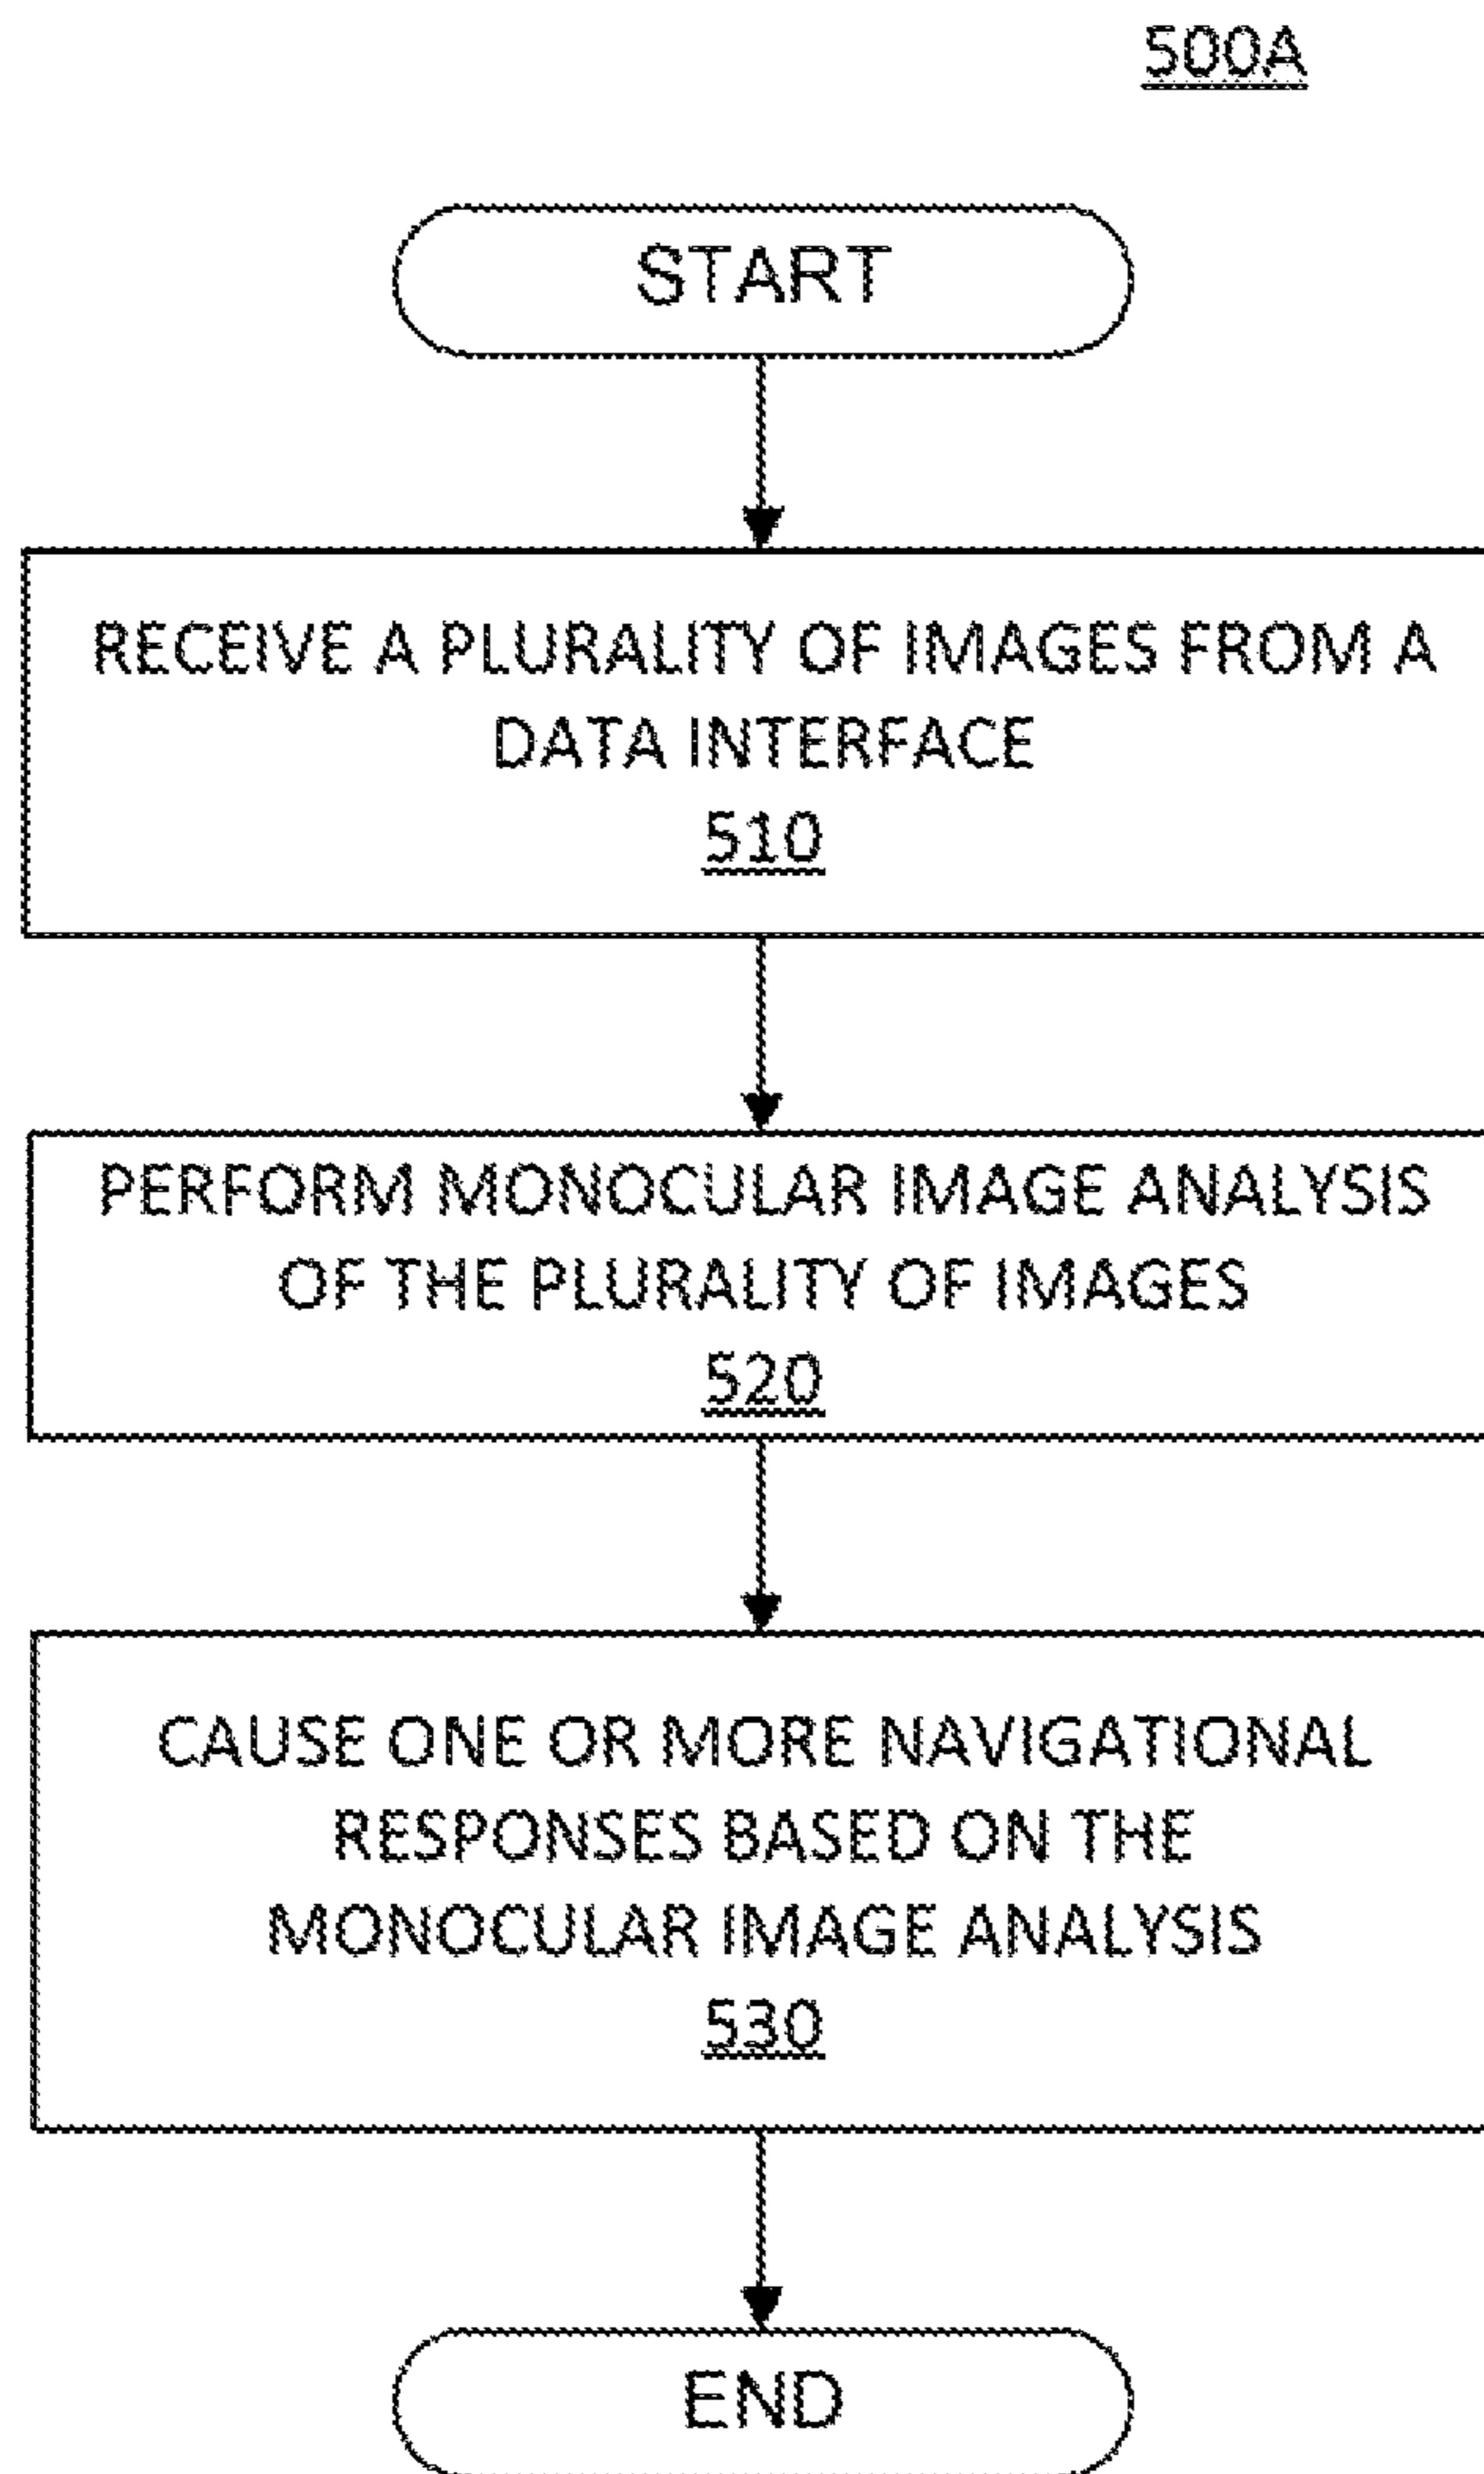 500A
START
RECEIVE A PLURALITY OF IMAGES FROM A
DATA INTERFACE
510
PERFORM MONOCULAR IMAGE ANALYSIS
OF THE PLURALITY OF IMAGES
520
CAUSE ONE OR MORE NAVIGATIONAL
RESPONSES BASED ON THE
MONOCULAR IMAGE ANALYSIS
530
END